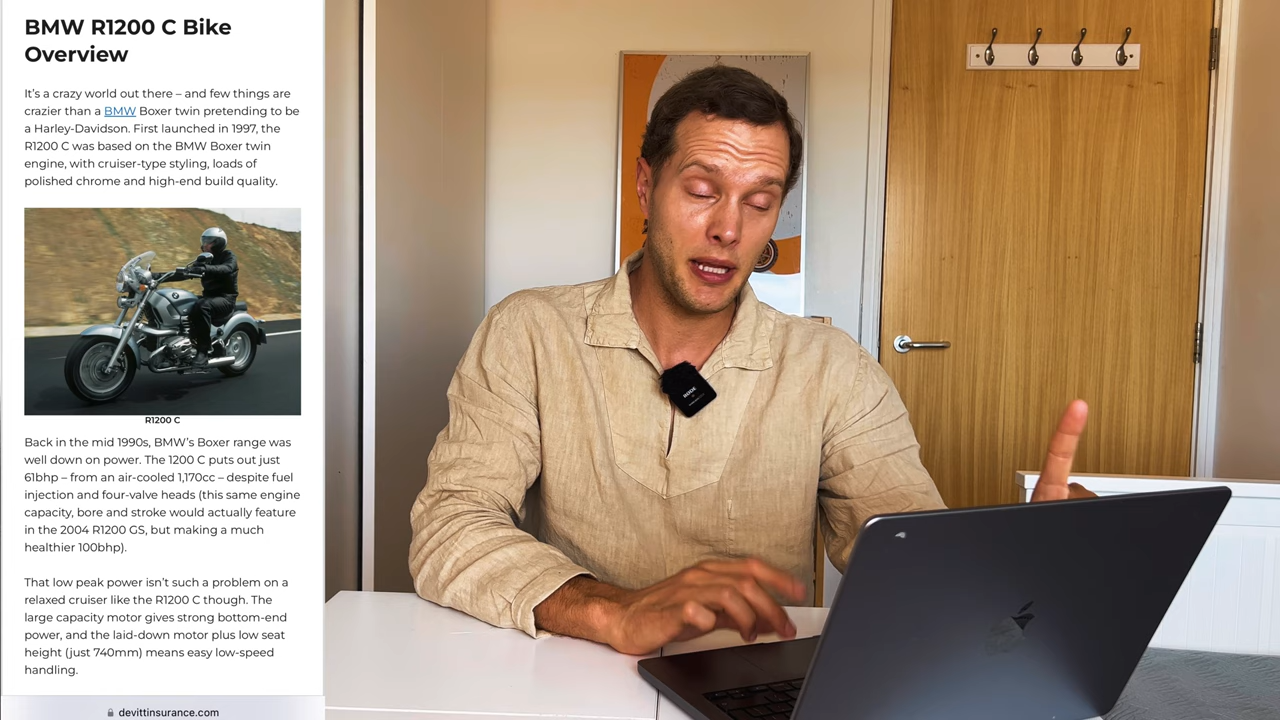 BMW R1200 C Bike
Overview
It's a crazy world out there – and few things are
crazier than a BMW Boxer twin pretending to be
a Harley-Davidson. First launched in 1997, the
R1200 C was based on the BMW Boxer twin
engine, with cruiser-type styling, loads of
polished chrome and high-end build quality.
R1200 C
Back in the mid 1990s, BMW's Boxer range was
well down on power. The 1200 C puts out just
61bhp – from an air-cooled 1,170cc – despite fuel
injection and four-valve heads (this same engine
capacity, bore and stroke would actually feature
in the 2004 R1200 GS, but making a much
healthier 100bhp).
That low peak power isn't such a problem on a
relaxed cruiser like the R1200 C though. The
large capacity motor gives strong bottom-end
power, and the laid-down motor plus low seat
height (just 740mm) means easy low-speed
handling.
devittinsurance.com
RØDE